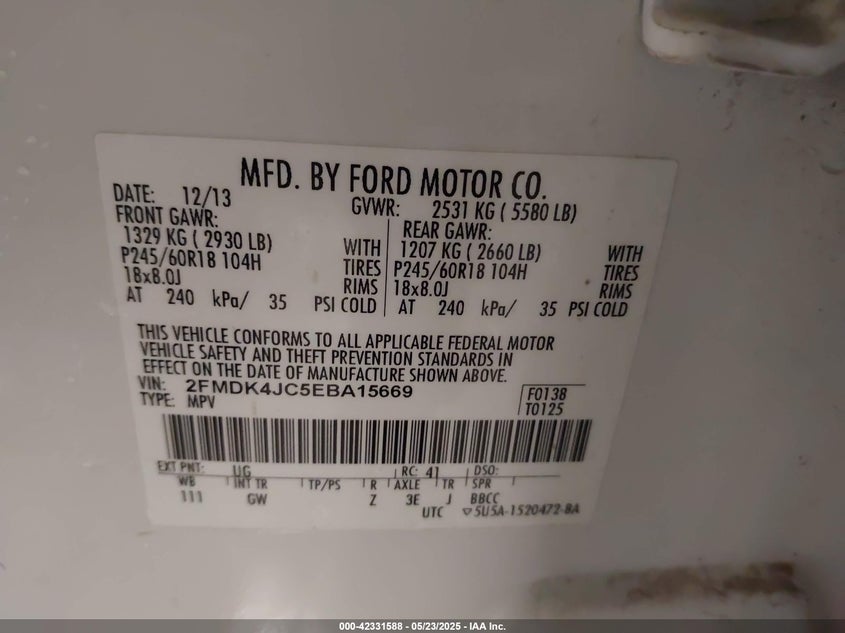 MFD. BY FORD MOTOR CO.
DATE: 12/13 GVWR: 2531 KG ( 5580 LB)
FRONT GAWR: REAR GAWR:
1329 KG ( 2930 LB) WITH 1207 KG ( 2660 LB) WITH
P245/60R18 104H TIRES P245/60R18 104H TIRES
18x8.0J RIMS 18x8.0J RIMS
AT 240 kPa/ 35 PSI COLD AT 240 kPa/ 35 PSI COLD
THIS VEHICLE CONFORMS TO ALL APPLICABLE FEDERAL MOTOR
VEHICLE SAFETY AND THEFT PREVENTION STANDARDS IN
EFFECT ON THE DATE OF MANUFACTURE SHOWN ABOVE.
VIN: 2FMDK4JC5EBA15669 F0138
TYPE: MPV T0125
EXT PNT: UG RC: 41 DSO:
WB INT TR TP/PS R AXLE TR SPR
111 GW Z 3E J BBCC
UTC ▽5U5A-1520472-BA
000-42331588 - 05/23/2025 - IAA Inc.